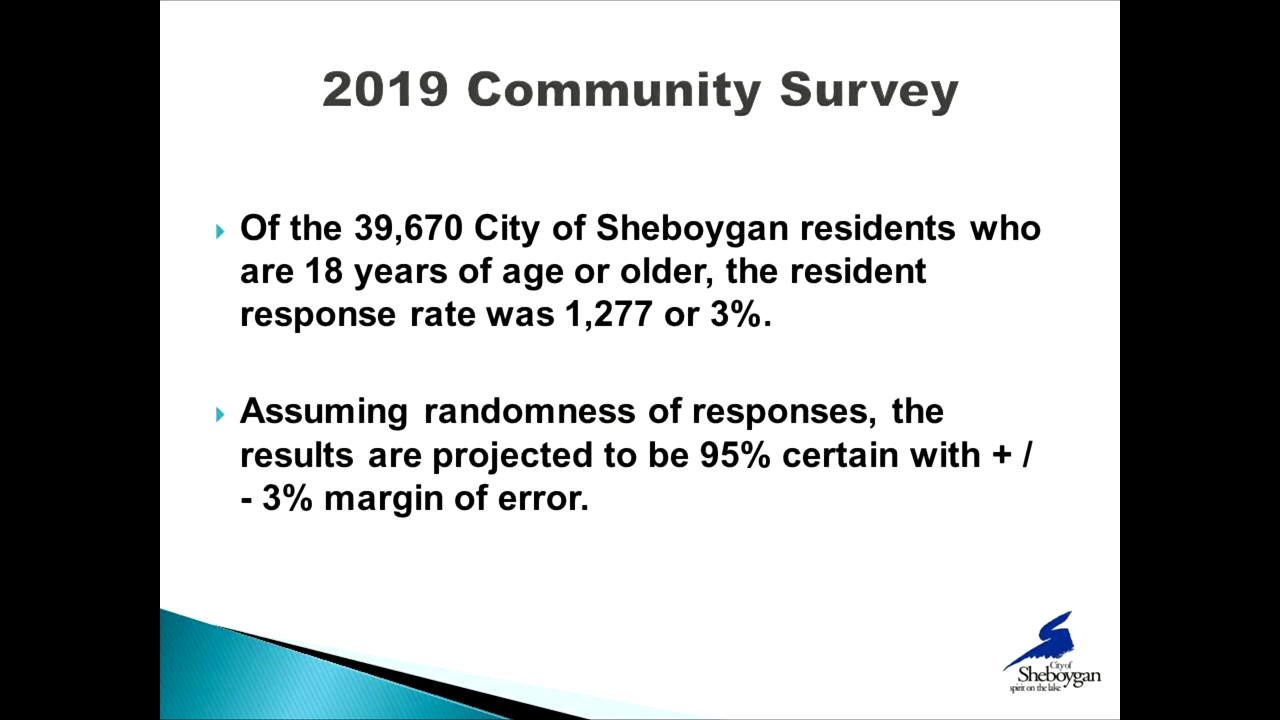 2019 Community Survey
Of the 39,670 City of Sheboygan residents who
are 18 years of age or older, the resident
response rate was 1,277 or 3%.
Assuming randomness of responses, the
results are projected to be 95% certain with + /
- 3% margin of error.
City of
Sheboygan
spirit on the lake